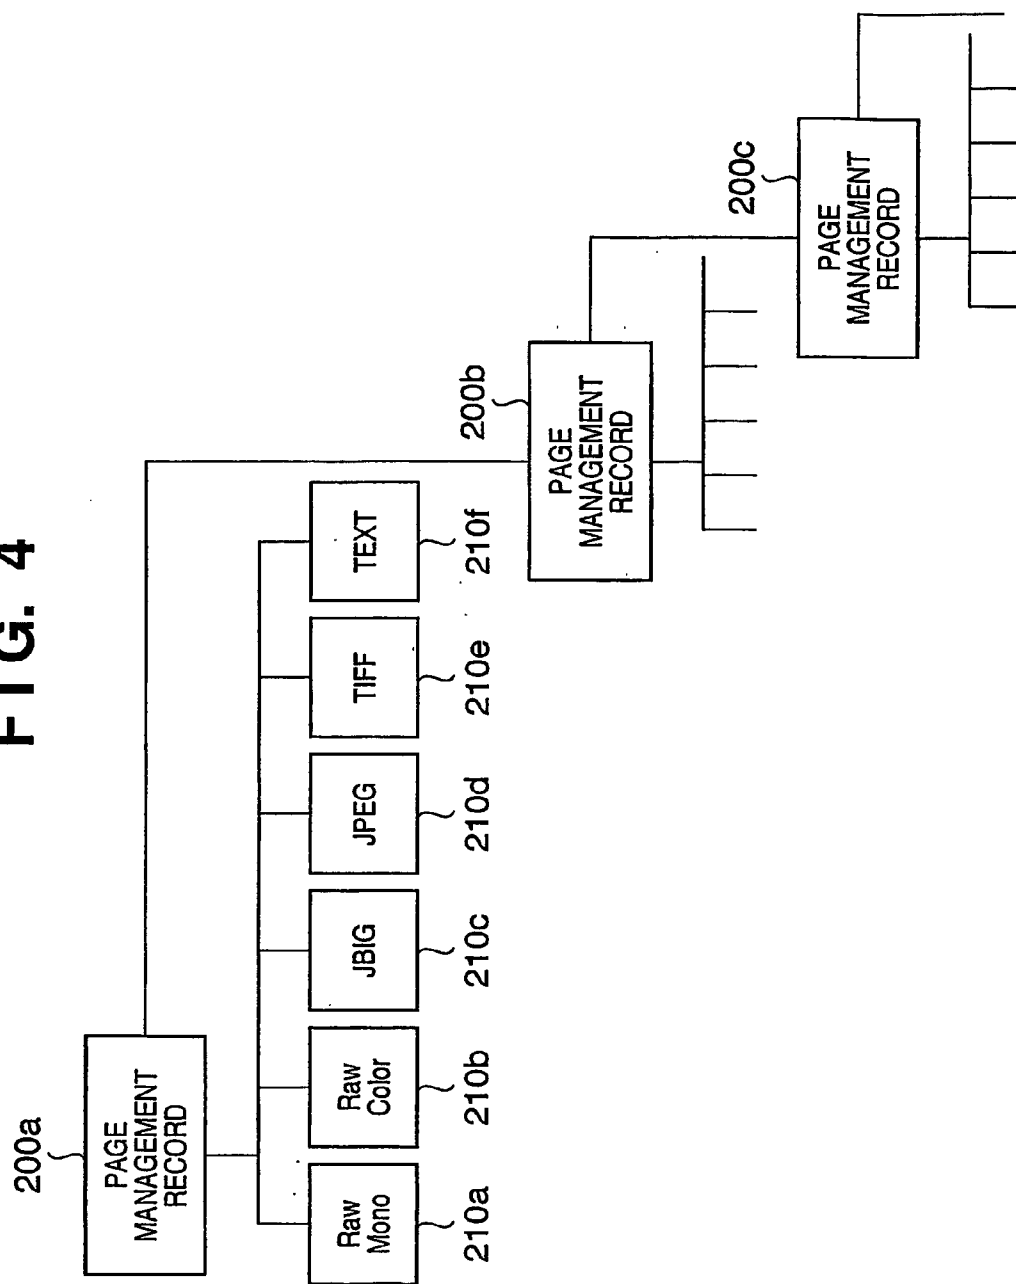 FIG. 4
200a
PAGE
MANAGEMENT
RECORD
Raw
Mono
210a
Raw
Color
210b
JBIG
210c
JPEG
210d
TIFF
210e
TEXT
210f
200b
PAGE
MANAGEMENT
RECORD
200c
PAGE
MANAGEMENT
RECORD